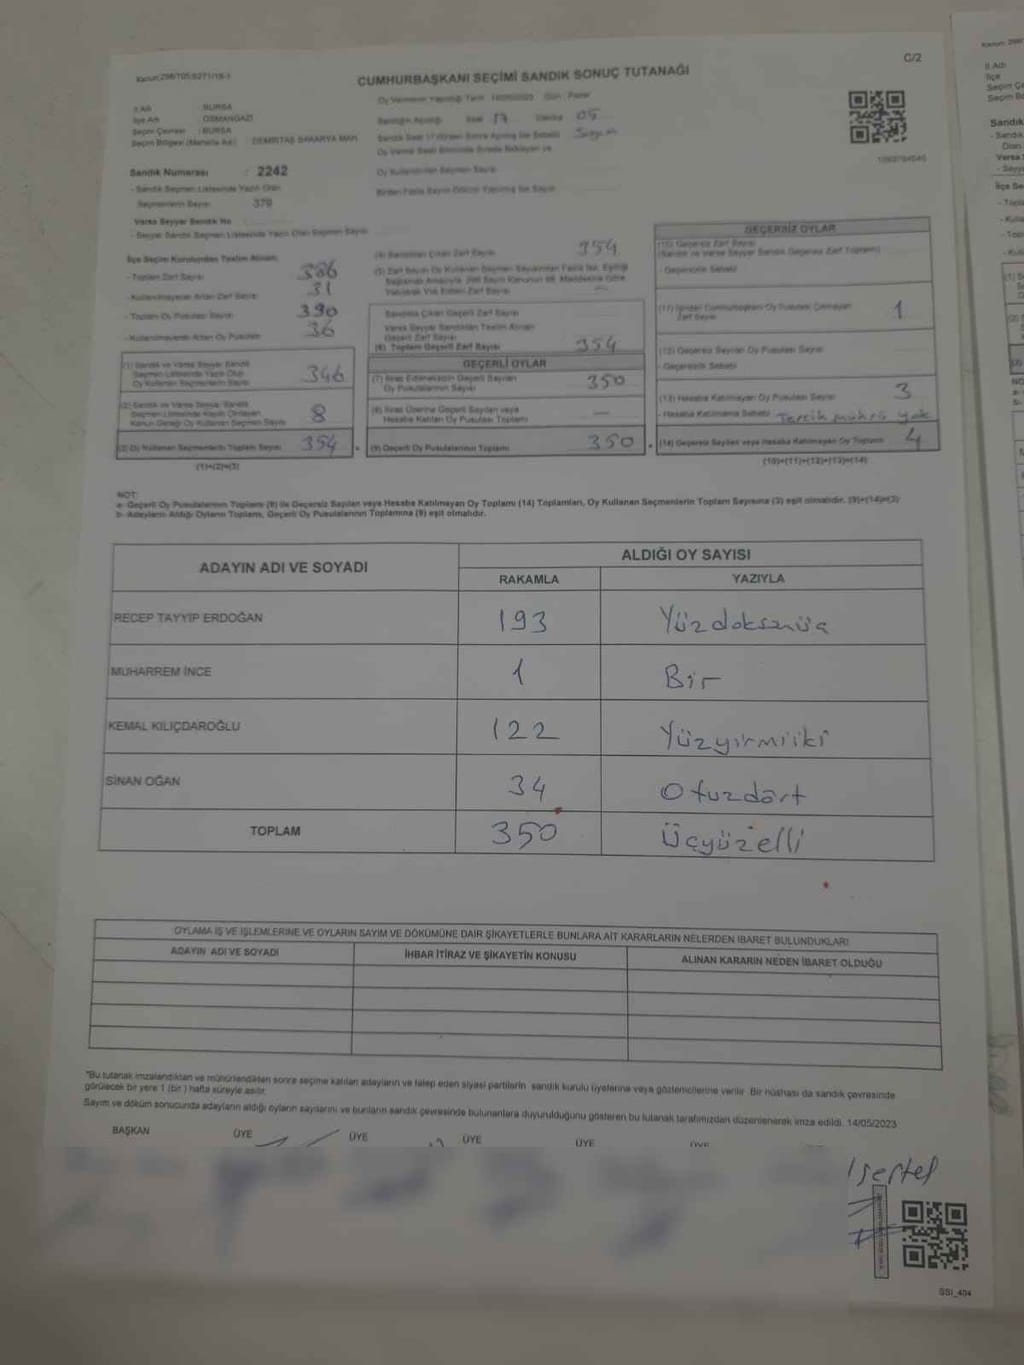 Kanun:298/105;6271/18-1
C/2
CUMHURBAŞKANI SEÇİMİ SANDIK SONUÇ TUTANAĞI
İl Adı : BURSA
İlçe Adı : OSMANGAZİ
Seçim Çevresi : BURSA
Seçim Bölgesi (Mahalle Ad.) : DEMİRTAŞ SAKARYA MAH.
Oy Vermenin Yapıldığı Tarih Gün : Pazar
Sandığın Açıldığı Saat 17 Dakika 05
Sandık Saat 17.00'den Sonra Açılmış İse Sebebi Sayım
Oy Verme Saati Bitiminde Sırada Bekleyen ve
Oy Kullandırılan Seçmen Sayısı
Birden Fazla Sayım Döküm Yapılmış İse Sayısı
Sandık Numarası : 2242
- Sandık Seçmen Listesinde Yazılı Olan
Seçmenlerin Sayısı 379
Varsa Seyyar Sandık No
- Seyyar Sandık Seçmen Listesinde Yazılı Olan Seçmen Sayısı
İlçe Seçim Kurulundan Teslim Alınan;
- Toplam Zarf Sayısı 386
- Kullanılmayarak Artan Zarf Sayısı 31
- Toplam Oy Pusulası Sayısı 390
- Kullanılmayarak Artan Oy Pusulası 36
(1) Sandık ve Varsa Seyyar Sandık
Seçmen Listesinde Yazılı Olup
Oy Kullanan Seçmenlerin Sayısı 346
(2) Sandık ve Varsa Seyyar Sandık
Seçmen Listesinde Kayıtlı Olmayan
Kanun Gereği Oy Kullanan Seçmen Sayısı 8
(3) Oy Kullanan Seçmenlerin Toplam Sayısı 354
(1)+(2)=(3)
(4) Sandıktan Çıkan Zarf Sayısı 354
(5) Zarf Sayısı Oy Kullanan Seçmen Sayısından Fazla İse, Eşitliği
Sağlamak Amacıyla, 298 Sayılı Kanunun 98. Maddesine Göre
Yakılarak Yok Edilen Zarf Sayısı
Sandıkta Çıkan Geçerli Zarf Sayısı
Varsa Seyyar Sandıktan Teslim Alınan
Geçerli Zarf Sayısı
(6) Toplam Geçerli Zarf Sayısı 354
GEÇERLİ OYLAR
(7) İtiraz Edilmeksizin Geçerli Sayılan
Oy Pusulalarının Sayısı 350
(8) İtiraz Üzerine Geçerli Sayılan veya
Hesaba Katılan Oy Pusulası Toplamı —
(9) Geçerli Oy Pusulalarının Toplamı 350
GEÇERSİZ OYLAR
(10) Geçersiz Zarf Sayısı
(Sandık ve Varsa Seyyar Sandık Geçersiz Zarf Toplamı)
- Geçersizlik Sebebi
(11) İçinden Cumhurbaşkanı Oy Pusulası Çıkmayan
Zarf Sayısı 1
(12) Geçersiz Sayılan Oy Pusulası Sayısı
- Geçersizlik Sebebi
(13) Hesaba Katılmayan Oy Pusulası Sayısı 3
- Hesaba Katılmama Sebebi Tercih mührü yok
(14) Geçersiz Sayılan veya Hesaba Katılmayan Oy Toplamı 4
(10)+(11)+(12)+(13)=(14)
NOT:
a- Geçerli Oy Pusulalarının Toplamı (9) ile Geçersiz Sayılan veya Hesaba Katılmayan Oy Toplamı (14) Toplamları, Oy Kullanan Seçmenlerin Toplam Sayısına (3) eşit olmalıdır. (9)+(14)=(3)
b- Adayların Aldığı Oyların Toplamı, Geçerli Oy Pusulalarının Toplamına (9) eşit olmalıdır.
ADAYIN ADI VE SOYADI
ALDIĞI OY SAYISI
RAKAMLA YAZIYLA
RECEP TAYYİP ERDOĞAN 193 Yüzdoksanüç
MUHARREM İNCE 1 Bir
KEMAL KILIÇDAROĞLU 122 Yüzyirmiiki
SİNAN OĞAN 34 Otuzdört
TOPLAM 350 Üçyüzelli
OYLAMA İŞ VE İŞLEMLERİNE VE OYLARIN SAYIM VE DÖKÜMÜNE DAİR ŞİKAYETLERLE BUNLARA AİT KARARLARIN NELERDEN İBARET BULUNDUKLARI
ADAYIN ADI VE SOYADI İHBAR İTİRAZ VE ŞİKAYETİN KONUSU ALINAN KARARIN NEDEN İBARET OLDUĞU
"Bu tutanak imzalandıktan ve mühürlendikten sonra seçime katılan adayların ve talep eden siyasi partilerin sandık kurulu üyelerine veya gözlemcilerine verilir. Bir nüshası da sandık çevresinde
görülecek bir yere 1 (bir) hafta süreyle asılır.
Sayım ve döküm sonucunda adayların aldığı oyların sayılarını ve bunların sandık çevresinde bulunanlara duyurulduğunu gösteren bu tutanak tarafımızdan düzenlenerek imza edildi. 14/05/2023
BAŞKAN ÜYE ÜYE ÜYE ÜYE ÜYE
SSI_404